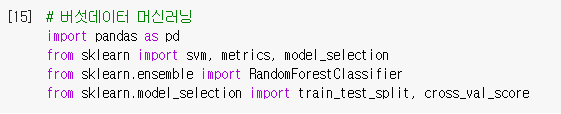 [15] # 버섯데이터 머신러닝
import pandas as pd
from sklearn import svm, metrics, model_selection
from sklearn.ensemble import RandomForestClassifier
from sklearn.model_selection import train_test_split, cross_val_score